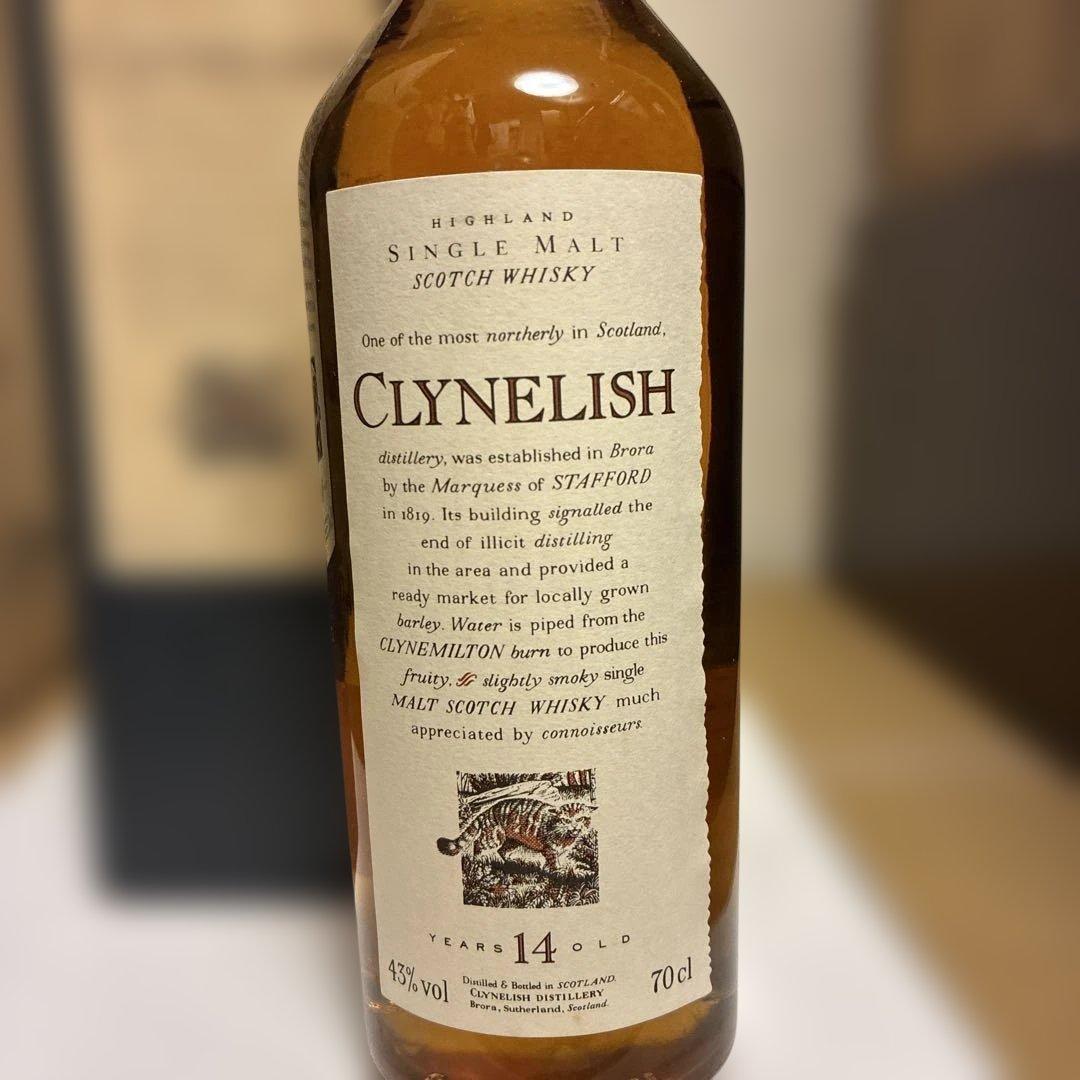 HIGHLAND
SINGLE MALT
SCOTCH WHISKY
One of the most northerly in Scotland,
CLYNELISH
distillery, was established in Brora
by the Marquess of STAFFORD
in 1819. Its building signalled the
end of illicit distilling
in the area and provided a
ready market for locally grown
barley. Water is piped from the
CLYNEMILTON burn to produce this
fruity, slightly smoky single
MALT SCOTCH WHISKY much
appreciated by connoisseurs.
YEARS 14 OLD
43% vol
Distilled & Bottled in SCOTLAND.
CLYNELISH DISTILLERY
Brora, Sutherland, Scotland.
70cl